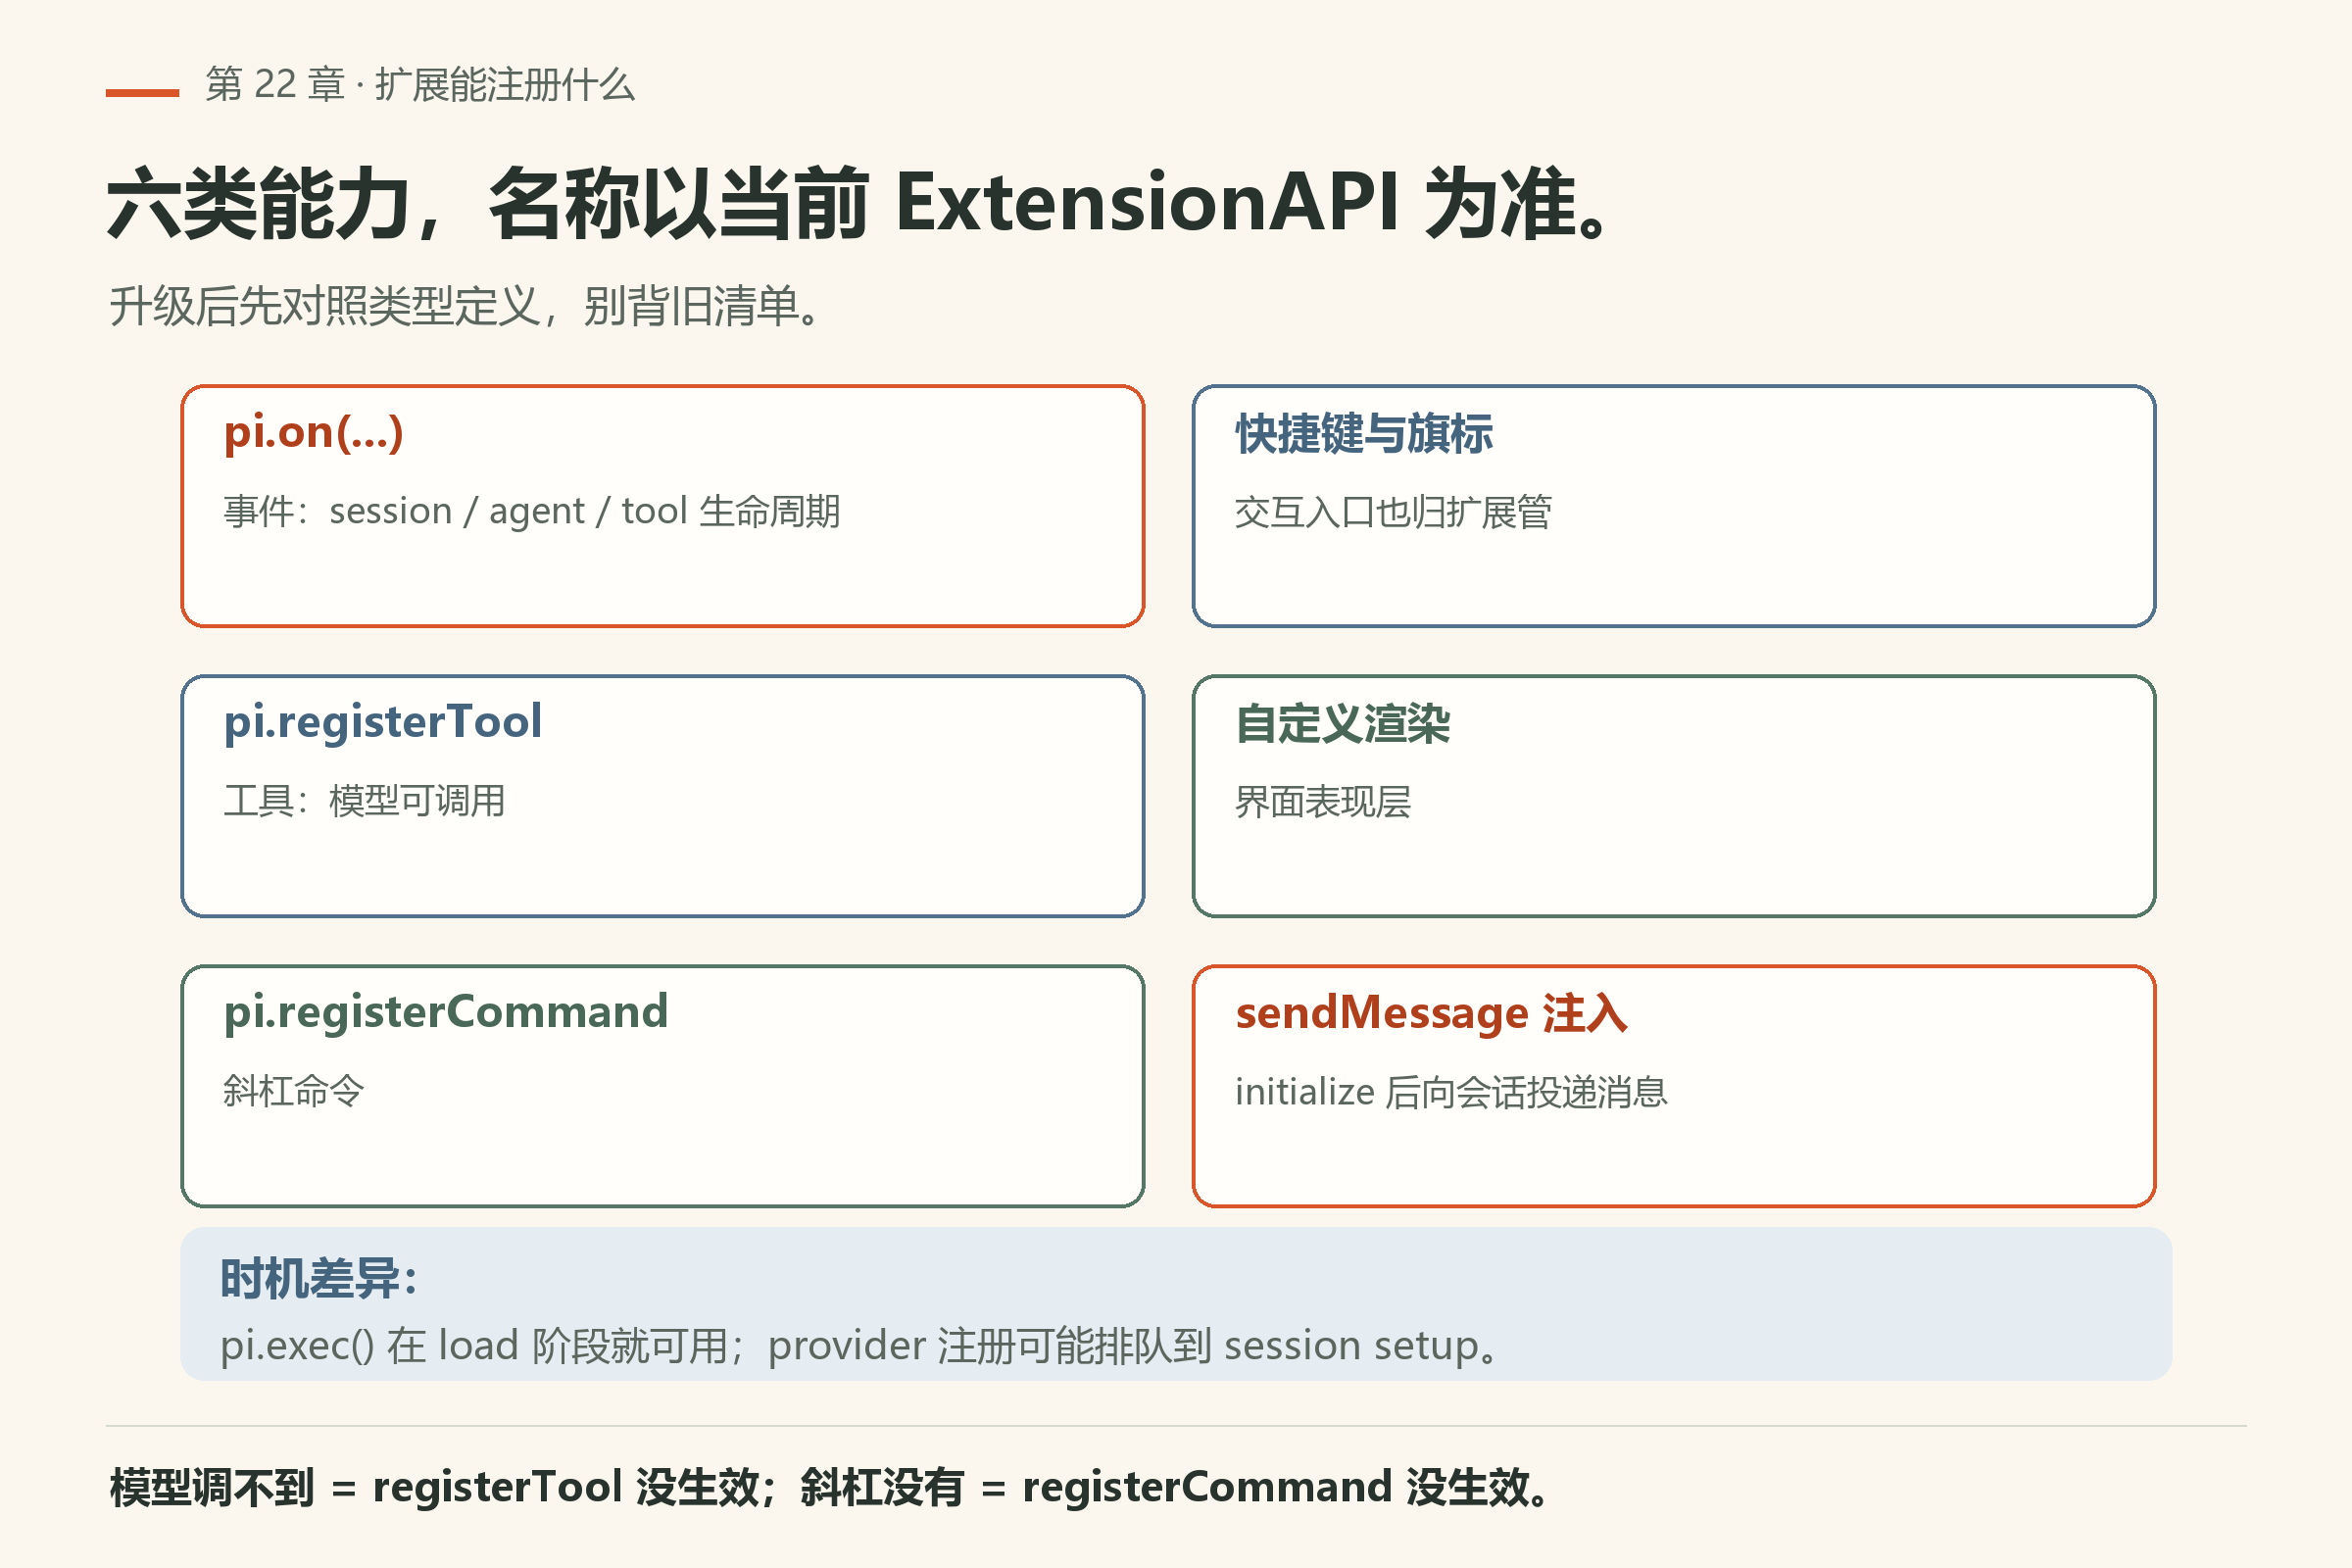 第 22 章 · 扩展能注册什么
六类能力，名称以当前 ExtensionAPI 为准。
升级后先对照类型定义，别背旧清单。
pi.on(...)
事件：session / agent / tool 生命周期
快捷键与旗标
交互入口也归扩展管
pi.registerTool
工具：模型可调用
自定义渲染
界面表现层
pi.registerCommand
斜杠命令
sendMessage 注入
initialize 后向会话投递消息
时机差异：
pi.exec() 在 load 阶段就可用；provider 注册可能排队到 session setup。
模型调不到 = registerTool 没生效；斜杠没有 = registerCommand 没生效。